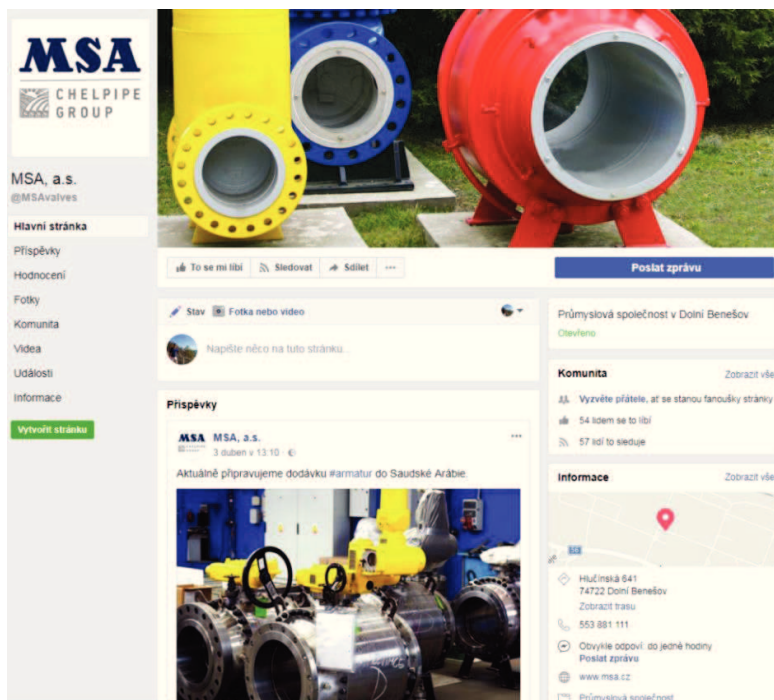 MSA
CHELPIPE
GROUP
MSA, a.s.
@MSAvalves
Hlavní stránka
Příspěvky
Hodnocení
Fotky
Komunita
Videa
Události
Informace
Vytvořit stránku
To se mi líbí
Sledovat
Sdílet
Poslat zprávu
Stav
Fotka nebo video
Napište něco na tuto stránku...
Příspěvky
MSA
MSA, a.s.
3 duben v 13:10
Aktuálně připravujeme dodávku #armatur do Saudské Arábie.
Průmyslová společnost v Dolní Benešov
Otevřeno
Komunita
Zobrazit vše
Vyzvěte přátele, ať se stanou fanoušky stránky
54 lidem se to líbí
57 lidí to sleduje
Informace
Zobrazit vše
Hlučínská 641
74722 Dolní Benešov
Zobrazit trasu
553 881 111
Obvykle odpoví: do jedné hodiny
Poslat zprávu
www.msa.cz
Průmyslová společnost